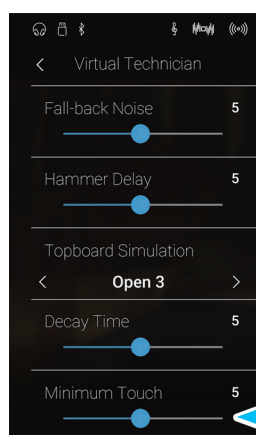 Virtual Technician
Fall-back Noise 5
Hammer Delay 5
Topboard Simulation
Open 3
Decay Time 5
Minimum Touch 5